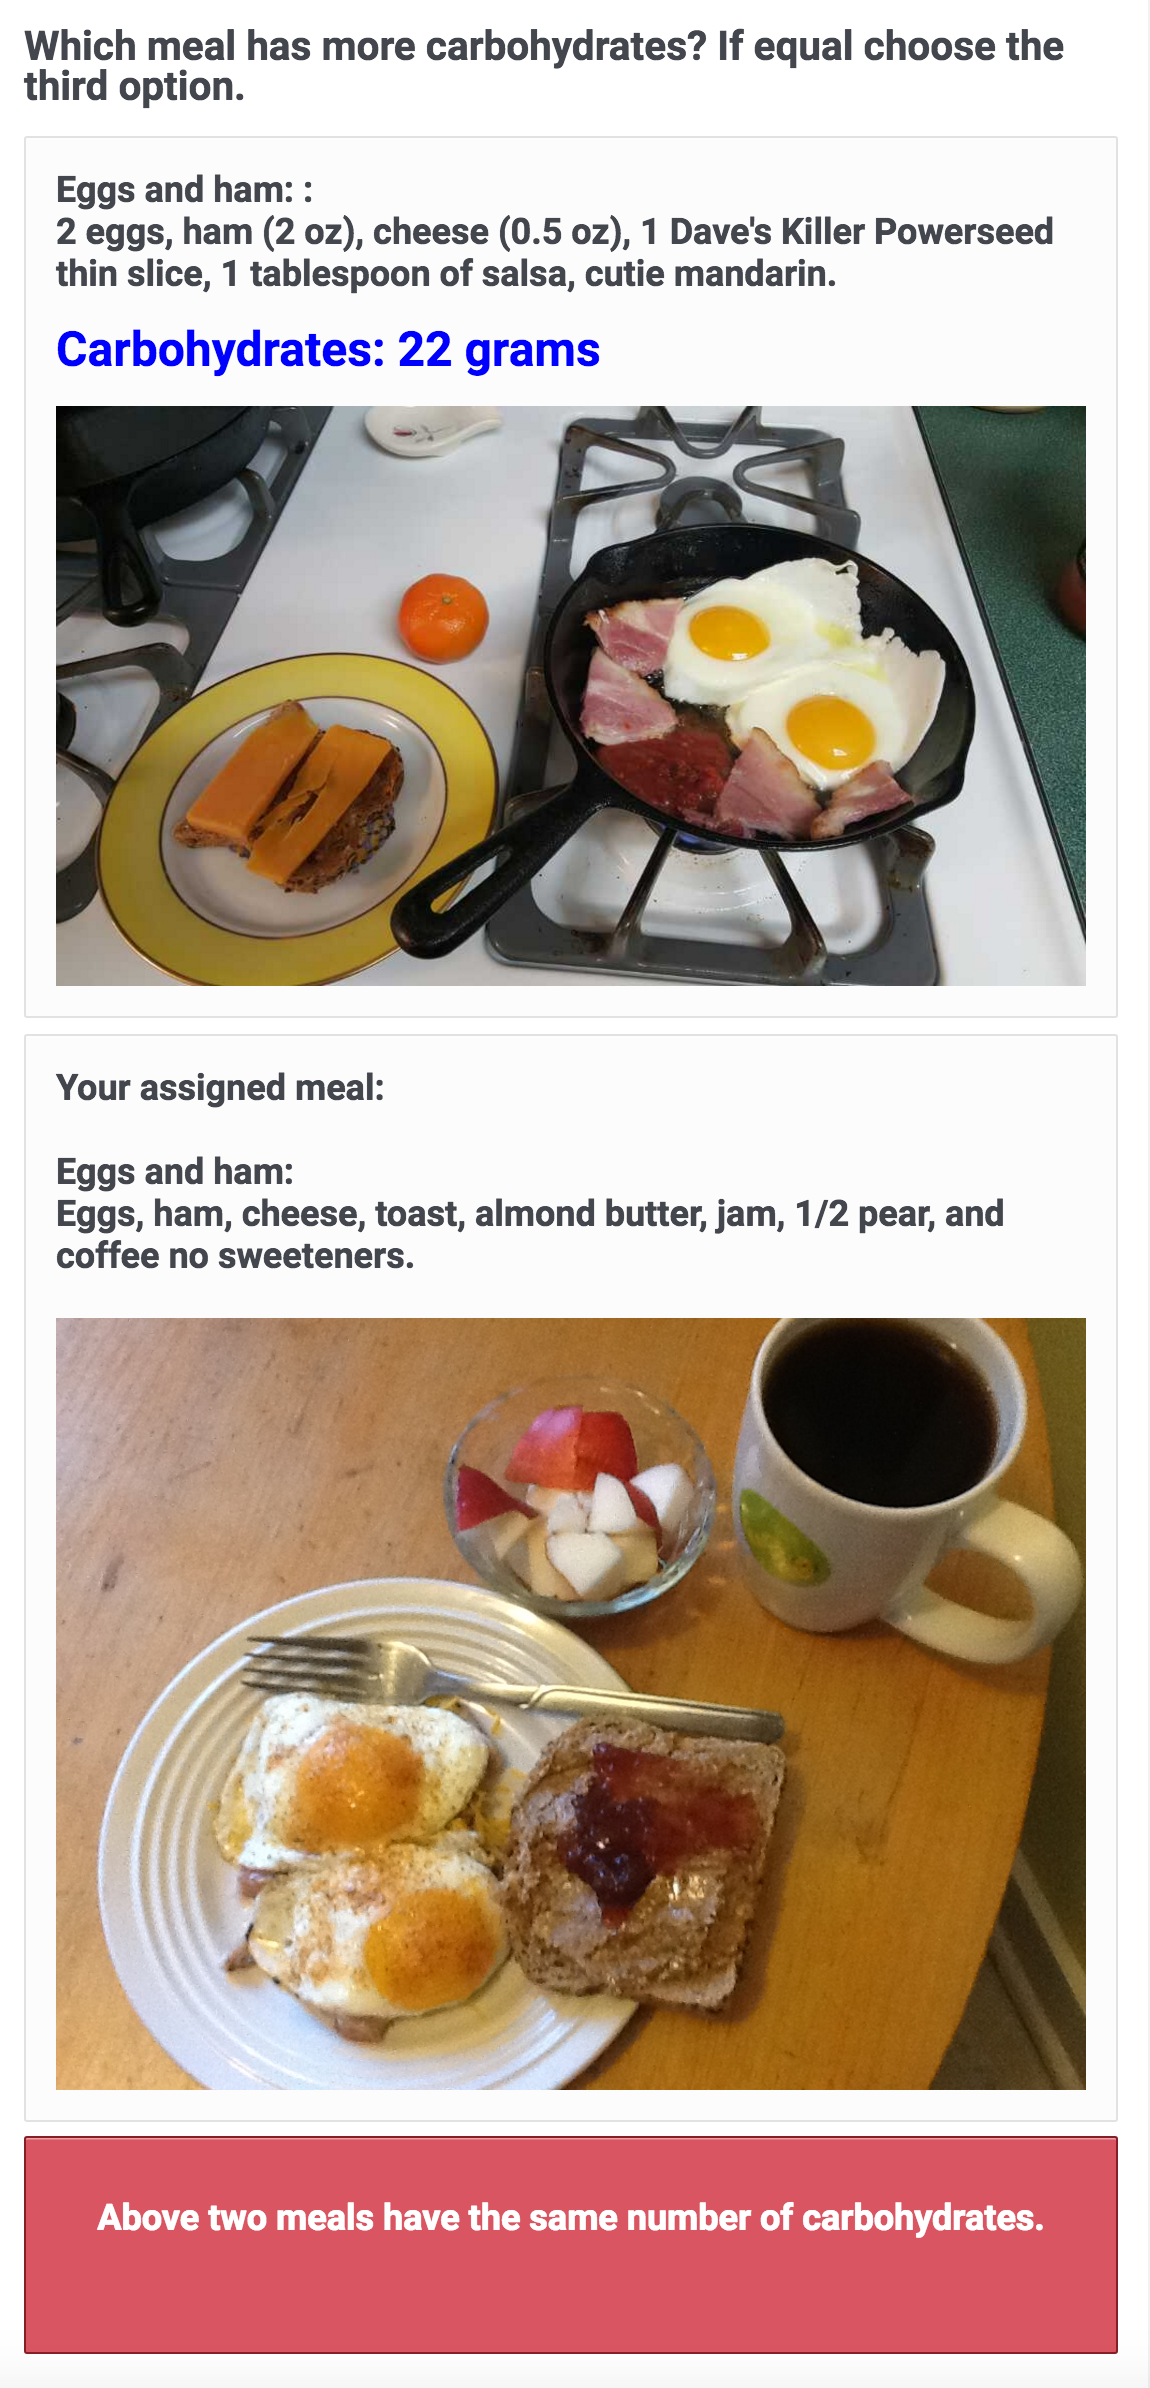 Which meal has more carbohydrates? If equal choose the
third option.
Eggs and ham: :
2 eggs, ham (2 oz), cheese (0.5 oz), 1 Dave's Killer Powerseed
thin slice, 1 tablespoon of salsa, cutie mandarin.
Carbohydrates: 22 grams
Your assigned meal:
Eggs and ham:
Eggs, ham, cheese, toast, almond butter, jam, 1/2 pear, and
coffee no sweeteners.
Above two meals have the same number of carbohydrates.